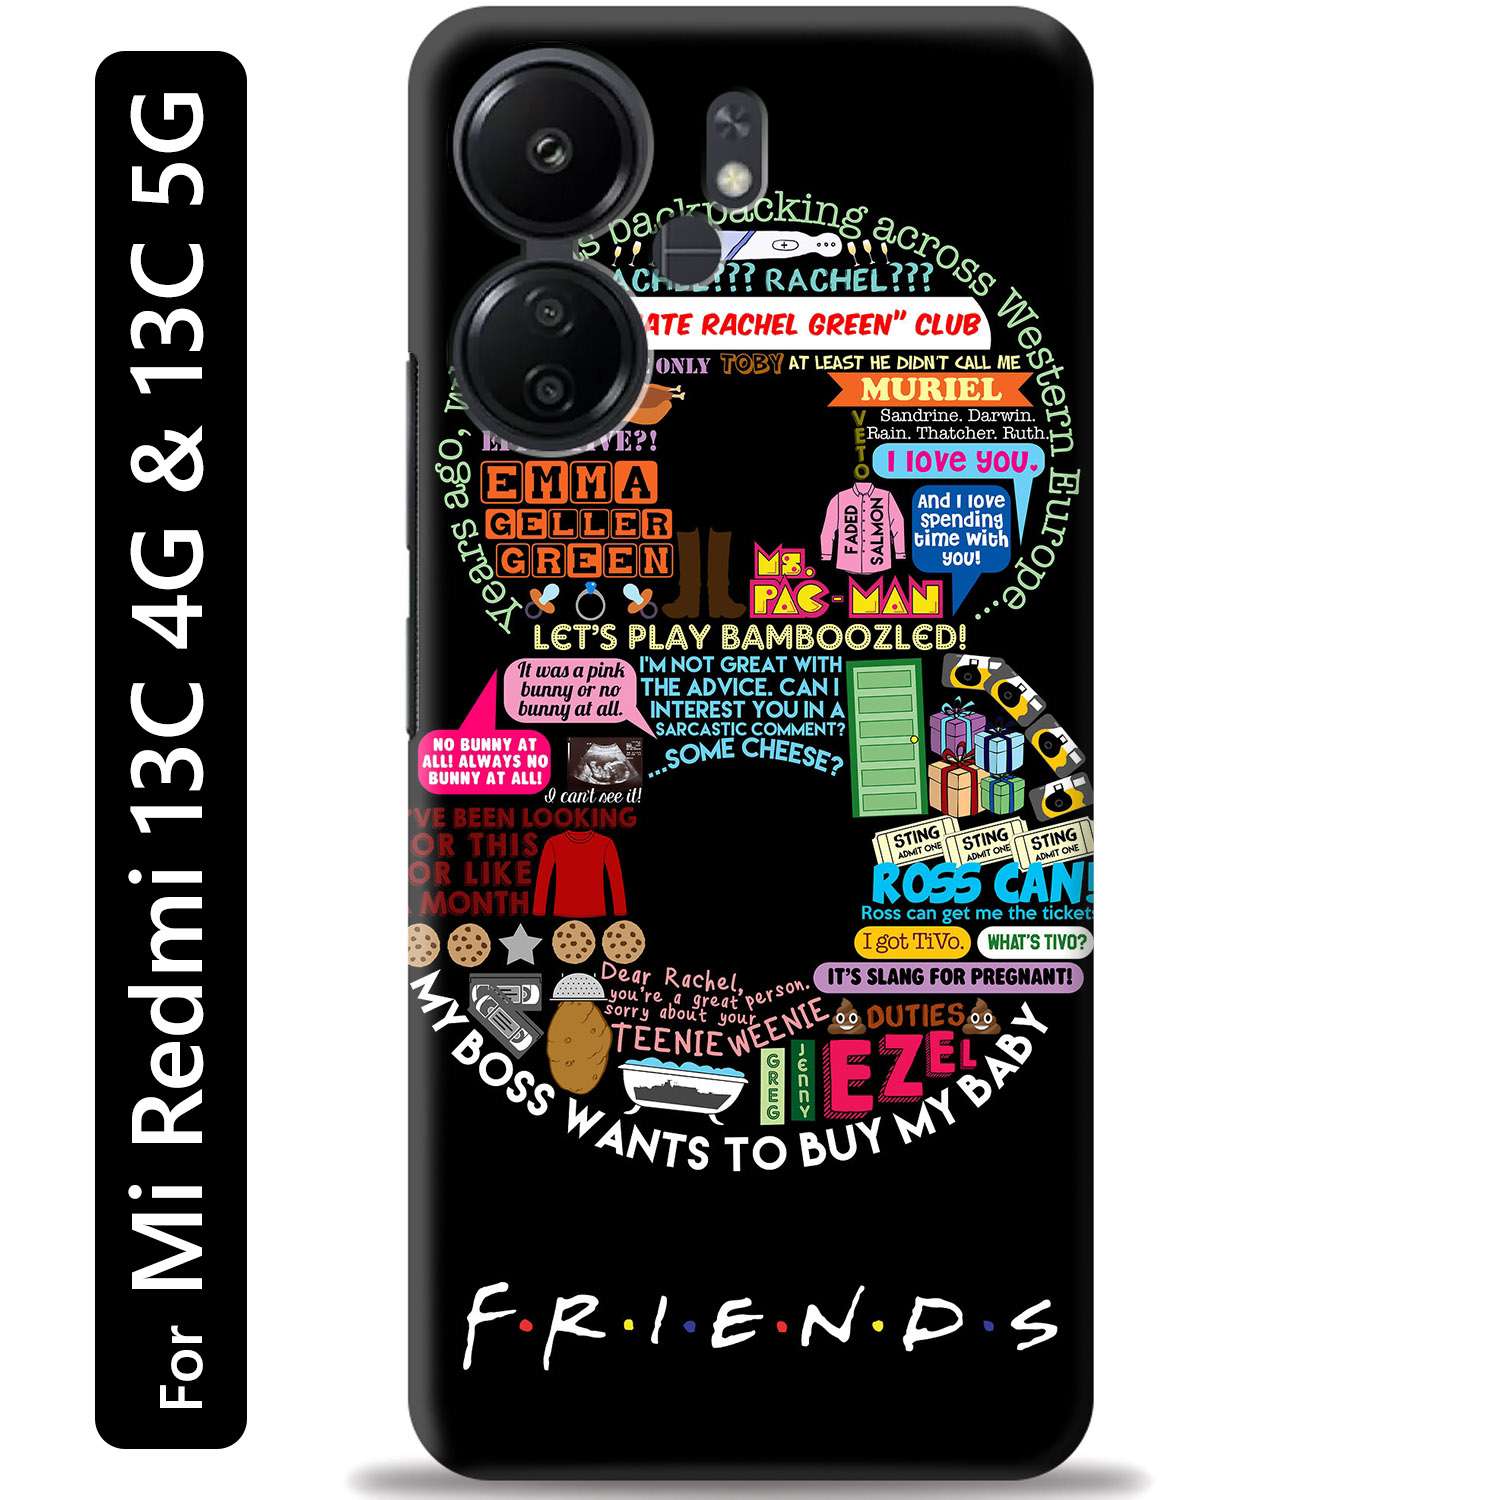 For Mi Redmi 13C 4G & 13C 5G
Years ago,
backpacking across Western Europe...
??? RACHEL???
RACHEL GREEN" CLUB
ONLY TOBY AT LEAST HE DIDN'T CALL ME
MURIEL
Sandrine. Darwin.
Rain. Thatcher. Ruth.
VETO
I love you.
EMMA
GELLER
GREEN
FADED
SALMON
And I love
spending
time with
you!
MS.
PAC-MAN
LET'S PLAY BAMBOOZLED!
It was a pink
bunny or no
bunny at all.
I'M NOT GREAT WITH
THE ADVICE. CAN I
INTEREST YOU IN A
SARCASTIC COMMENT?
...SOME CHEESE?
NO BUNNY AT
ALL! ALWAYS NO
BUNNY AT ALL!
I can't see it!
'VE BEEN LOOKING
OR THIS
OR LIKE
MONTH
STING
ADMIT ONE
STING
ADMIT ONE
STING
ADMIT ONE
ROSS CAN!
Ross can get me the ticket
I got TiVo.
WHAT'S TIVO?
IT'S SLANG FOR PREGNANT!
Dear Rachel,
you're a great person.
sorry about your
TEENIE WEENIE
DUTIES
GREG
JENNY
EZEL
MY BOSS WANTS TO BUY MY BABY
F·R·I·E·N·D·S